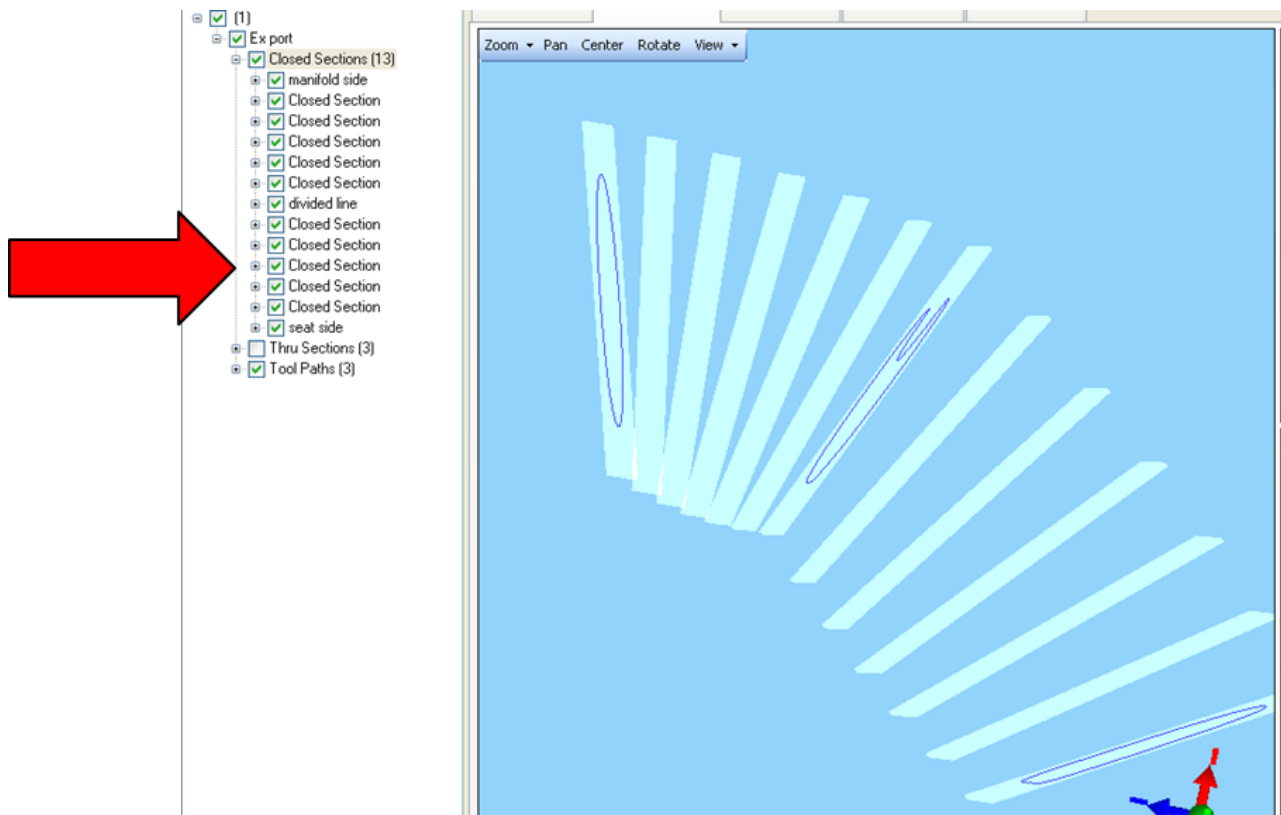 (1)
Ex port
Closed Sections (13)
manifold side
Closed Section
Closed Section
Closed Section
Closed Section
Closed Section
divided line
Closed Section
Closed Section
Closed Section
Closed Section
Closed Section
seat side
Thru Sections (3)
Tool Paths (3)
Zoom Pan Center Rotate View